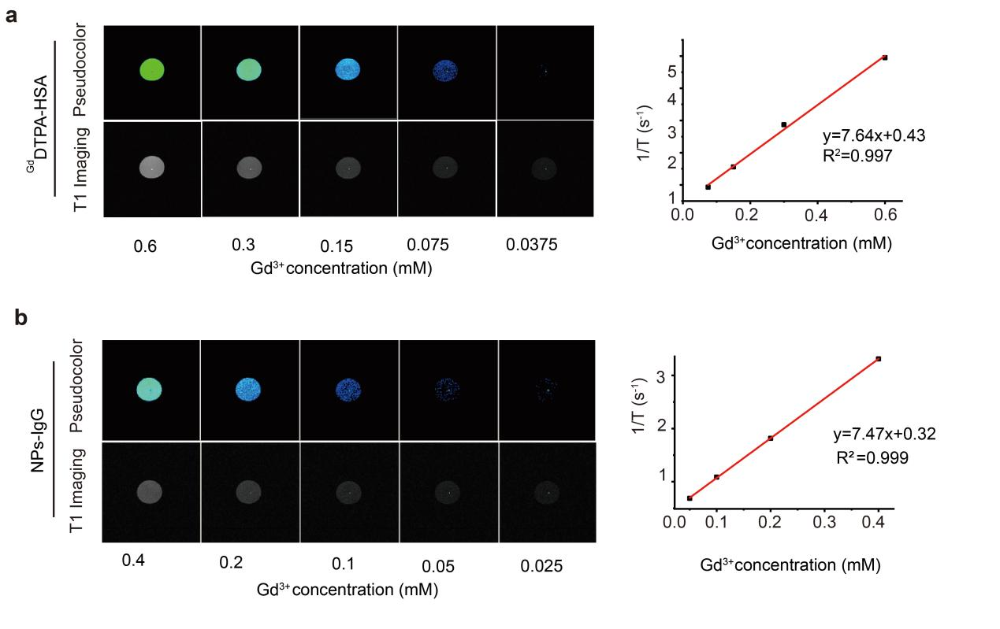 a
GdDTPA-HSA
Pseudocolor
T1 Imaging
0.6 0.3 0.15 0.075 0.0375
Gd³⁺concentration (mM)
1/T (s⁻¹)
5
4
3
2
1
y=7.64x+0.43
R²=0.997
0.0 0.2 0.4 0.6
Gd³⁺concentration (mM)
b
NPs-IgG
Pseudocolor
T1 Imaging
0.4 0.2 0.1 0.05 0.025
Gd³⁺concentration (mM)
1/T (s⁻¹)
3
2
1
y=7.47x+0.32
R²=0.999
0.0 0.1 0.2 0.3 0.4
Gd³⁺concentration (mM)